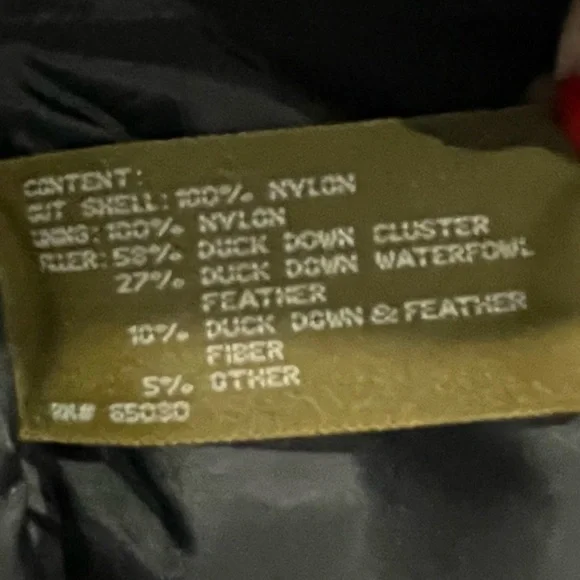 CONTENT:
OUT SHELL: 100% NYLON
LINING: 100% NYLON
FILLER: 58% DUCK DOWN CLUSTER
27% DUCK DOWN WATERFOWL
FEATHER
10% DUCK DOWN & FEATHER
FIBER
5% OTHER
RN#